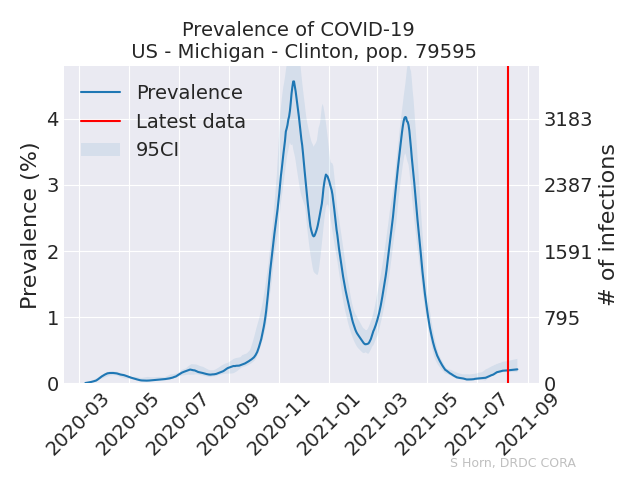 Prevalence of COVID-19
US - Michigan - Clinton, pop. 79595
Prevalence
Latest data
95CI
Prevalence (%)
4
3
2
1
0
3183
2387
1591
795
0
# of infections
2020-03
2020-05
2020-07
2020-09
2020-11
2021-01
2021-03
2021-05
2021-07
2021-09
S Horn, DRDC CORA